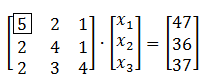 [5 2 1] [x₁] [47]
[2 4 1] · [x₂] = [36]
[2 3 4] [x₃] [37]